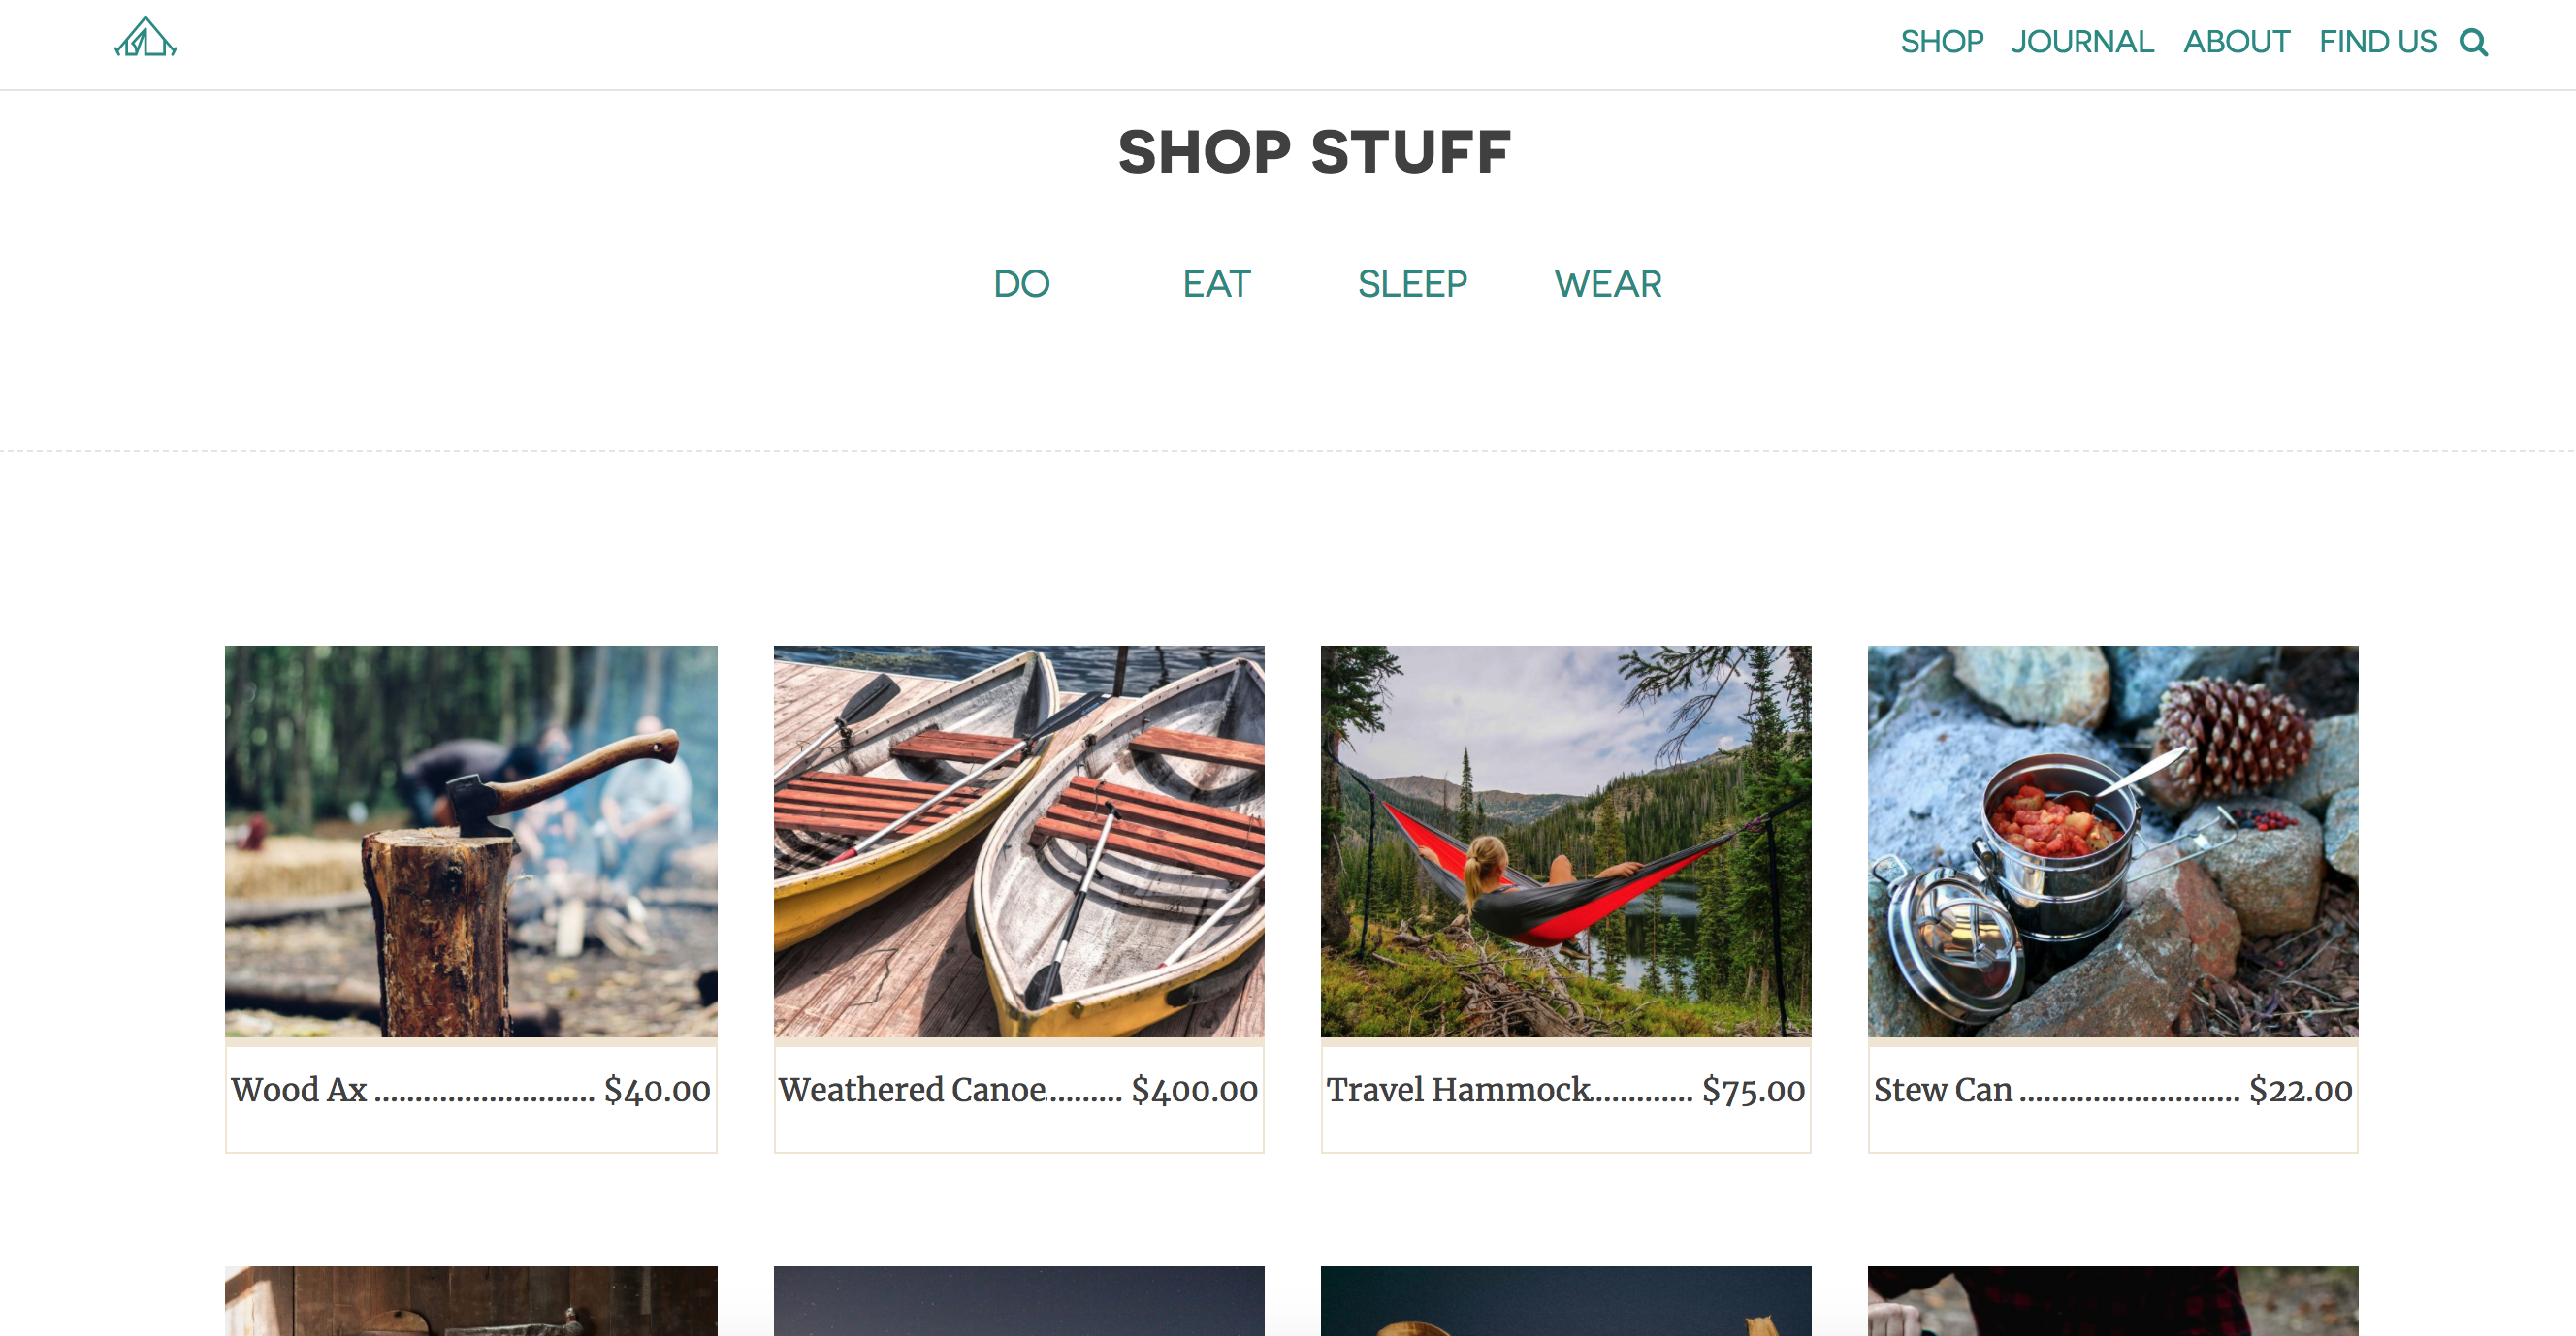 SHOP JOURNAL ABOUT FIND US
SHOP STUFF
DO EAT SLEEP WEAR
Wood Ax ........................... $40.00
Weathered Canoe.......... $400.00
Travel Hammock............. $75.00
Stew Can ........................... $22.00